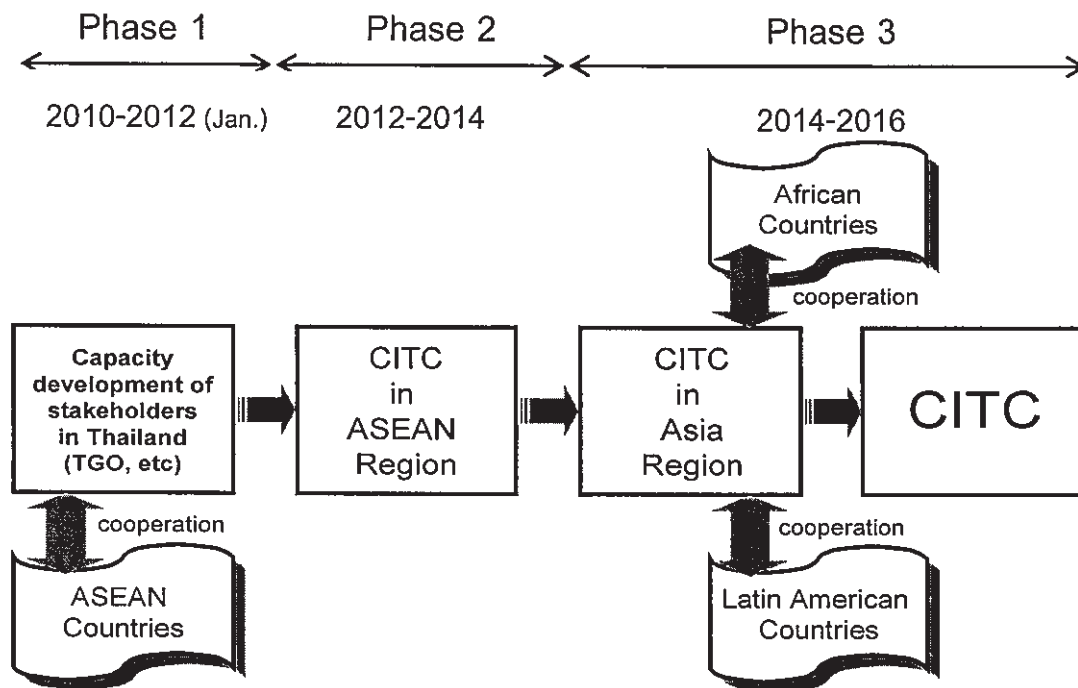 Phase 1
Phase 2
Phase 3
2010-2012 (Jan.)
2012-2014
2014-2016
African
Countries
cooperation
Capacity
development of
stakeholders
in Thailand
(TGO, etc)
CITC
in
ASEAN
Region
CITC
in
Asia
Region
CITC
cooperation
cooperation
ASEAN
Countries
Latin American
Countries